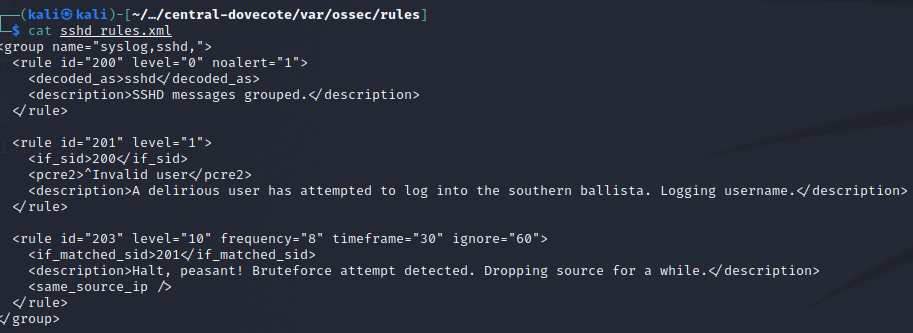 (kali㉿kali)-[~/…/central-dovecote/var/ossec/rules]
$ cat sshd_rules.xml
<group name="syslog,sshd,">
<rule id="200" level="0" noalert="1">
<decoded_as>sshd</decoded_as>
<description>SSHD messages grouped.</description>
</rule>
<rule id="201" level="1">
<if_sid>200</if_sid>
<pcre2>^Invalid user</pcre2>
<description>A delirious user has attempted to log into the southern ballista. Logging username.</description>
</rule>
<rule id="203" level="10" frequency="8" timeframe="30" ignore="60">
<if_matched_sid>201</if_matched_sid>
<description>Halt, peasant! Bruteforce attempt detected. Dropping source for a while.</description>
<same_source_ip />
</rule>
</group>